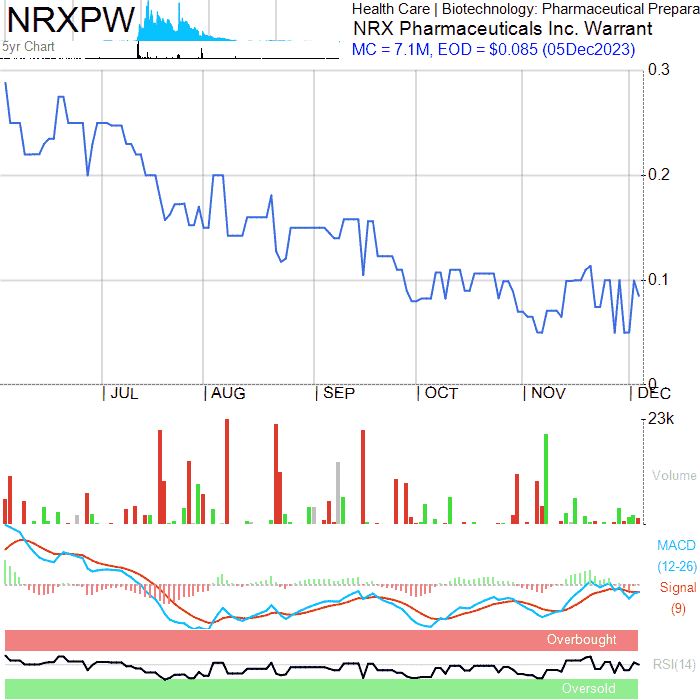 NRXPW
5yr Chart
Health Care | Biotechnology: Pharmaceutical Prepara
NRX Pharmaceuticals Inc. Warrant
MC = 7.1M, EOD = $0.085 (05Dec2023)
0.3
0.2
0.1
0
JUL AUG SEP OCT NOV DEC
23k
Volume
MACD
(12-26)
Signal
(9)
Overbought
RSI(14)
Oversold